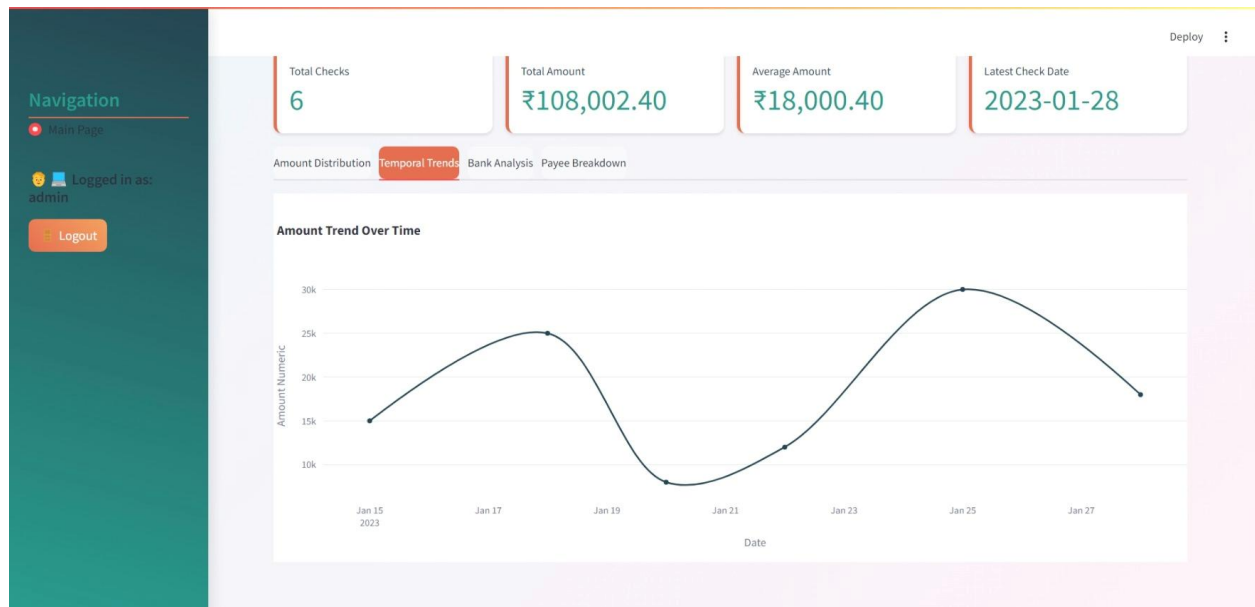 Deploy
Navigation
Main Page
Logged in as:
admin
Logout
Total Checks
6
Total Amount
₹108,002.40
Average Amount
₹18,000.40
Latest Check Date
2023-01-28
Amount Distribution
Temporal Trends
Bank Analysis
Payee Breakdown
Amount Trend Over Time
Amount Numeric
30k
25k
20k
15k
10k
Jan 15
2023
Jan 17
Jan 19
Jan 21
Jan 23
Jan 25
Jan 27
Date